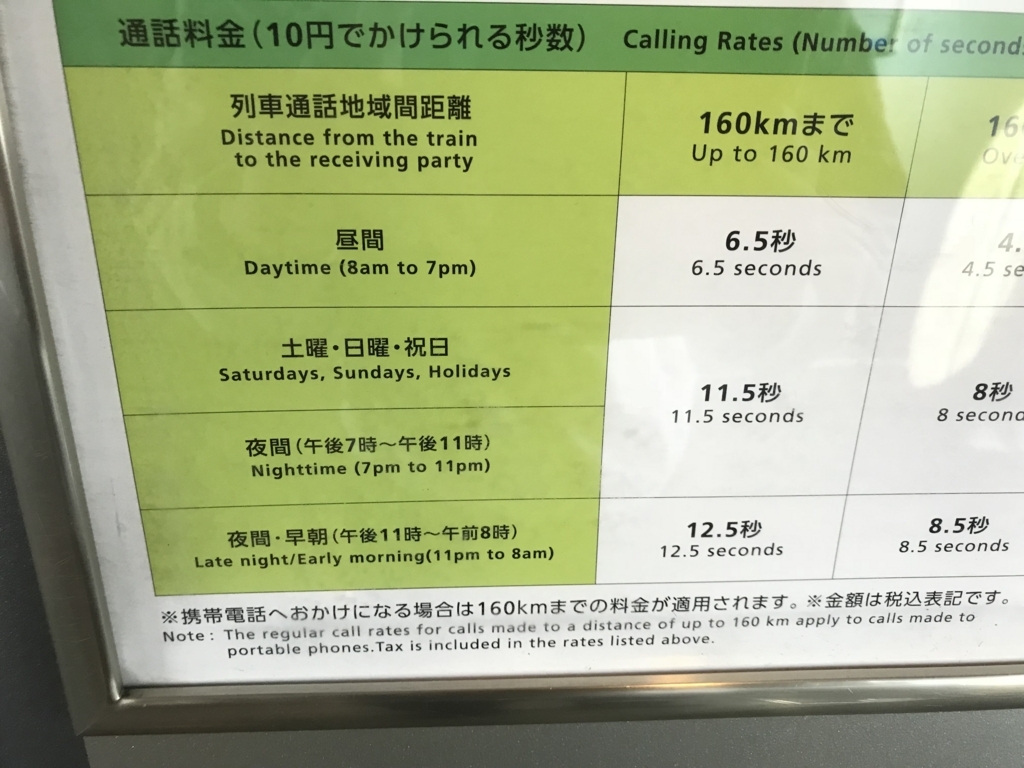 通話料金(10円でかけられる秒数) Calling Rates (Number of seconds
列車通話地域間距離
Distance from the train
to the receiving party
160kmまで
Up to 160 km
昼間
Daytime (8am to 7pm)
6.5秒
6.5 seconds
4.5
土曜・日曜・祝日
Saturdays, Sundays, Holidays
夜間(午後7時〜午後11時)
Nighttime (7pm to 11pm)
11.5秒
11.5 seconds
8秒
8
夜間・早朝(午後11時〜午前8時)
Late night/Early morning(11pm to 8am)
12.5秒
12.5 seconds
8.5秒
8.5 seconds
※携帯電話へおかけになる場合は160kmまでの料金が適用されます。※金額は税込表記です。
Note : The regular call rates for calls made to a distance of up to 160 km apply to calls made to
portable phones.Tax is included in the rates listed above.